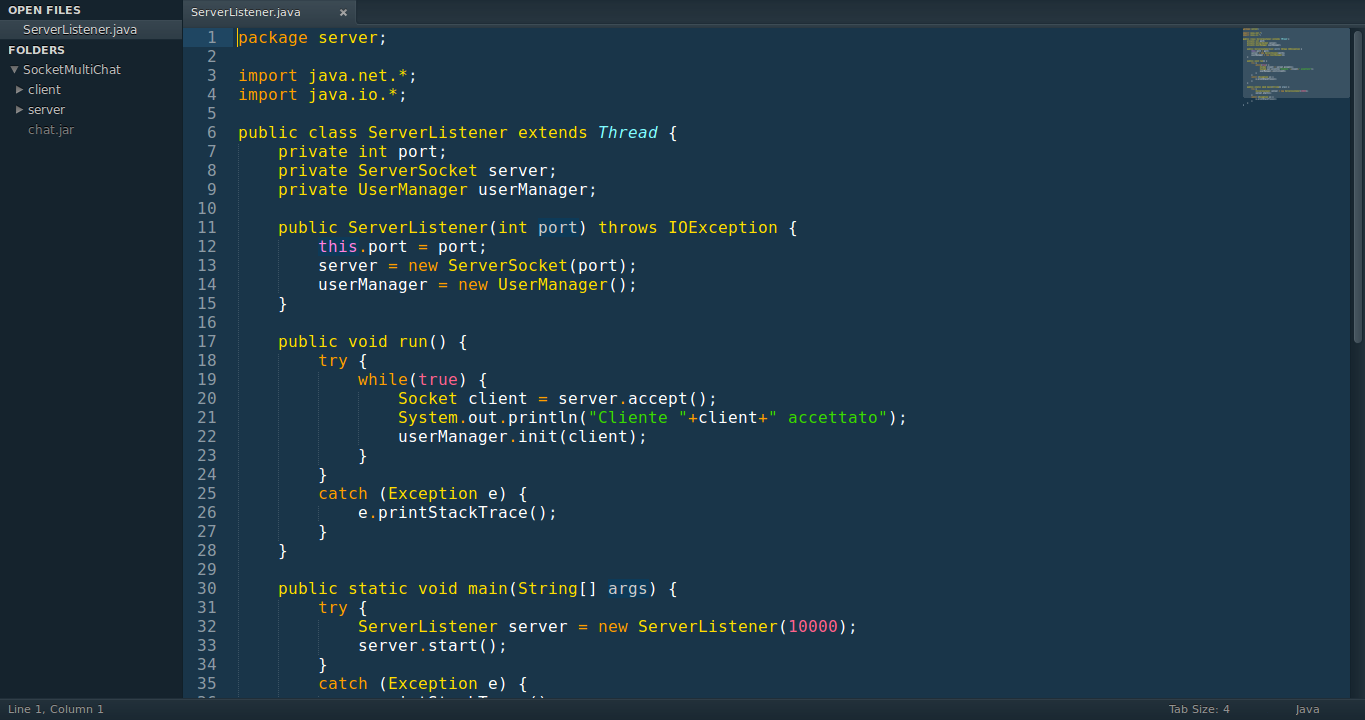 OPEN FILES
ServerListener.java
FOLDERS
SocketMultiChat
client
server
chat.jar
ServerListener.java ×
1 package server;
2
3 import java.net.*;
4 import java.io.*;
5
6 public class ServerListener extends Thread {
7     private int port;
8     private ServerSocket server;
9     private UserManager userManager;
10
11     public ServerListener(int port) throws IOException {
12         this.port = port;
13         server = new ServerSocket(port);
14         userManager = new UserManager();
15     }
16
17     public void run() {
18         try {
19             while(true) {
20                 Socket client = server.accept();
21                 System.out.println("Cliente "+client+" accettato");
22                 userManager.init(client);
23             }
24         }
25         catch (Exception e) {
26             e.printStackTrace();
27         }
28     }
29
30     public static void main(String[] args) {
31         try {
32             ServerListener server = new ServerListener(10000);
33             server.start();
34         }
35         catch (Exception e) {
Line 1, Column 1
Tab Size: 4
Java